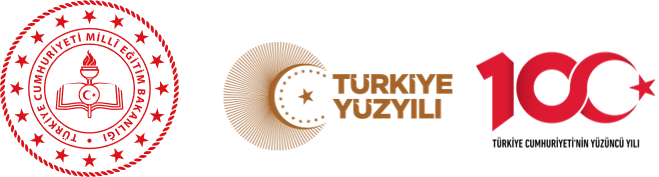 TÜRKİYE CUMHURİYETİ MİLLÎ EĞİTİM BAKANLIĞI
TÜRKİYE
YÜZYILI
100
TÜRKİYE CUMHURİYETİ'NİN YÜZÜNCÜ YILI